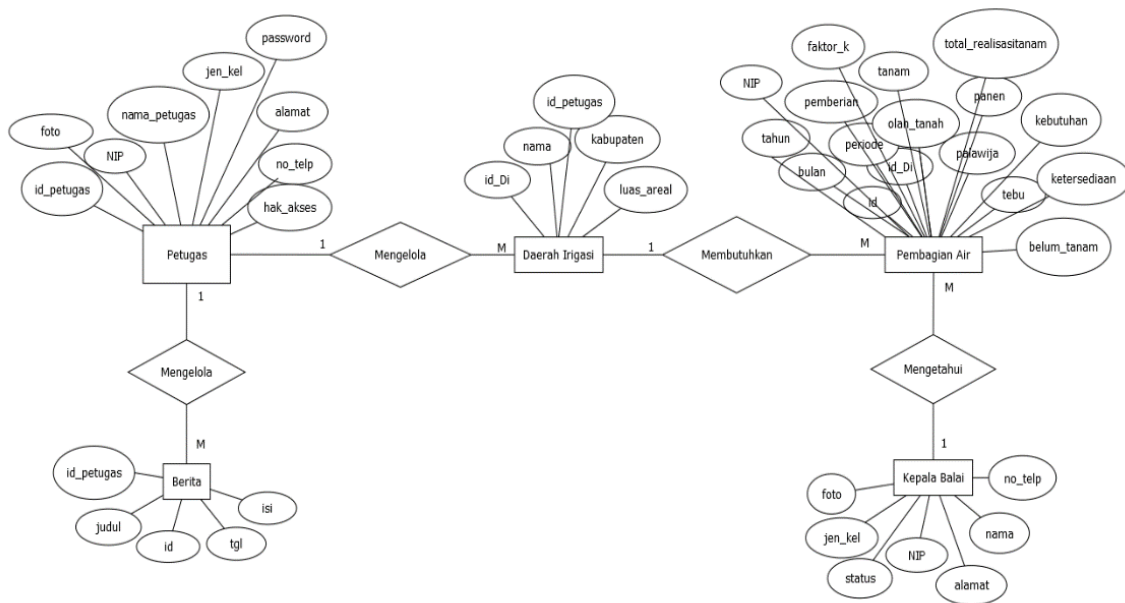 password
jen_kel
nama_petugas
alamat
foto
NIP
no_telp
id_petugas
hak_akses
Petugas
1
Mengelola
M
id_petugas
nama
kabupaten
id_Di
luas_areal
Daerah Irigasi
1
Membutuhkan
M
total_realisasitanam
faktor_k
tanam
NIP
pemberian
panen
kebutuhan
olah_tanah
tahun
periode
palawija
bulan
id_Di
ketersediaan
id
tebu
belum_tanam
Pembagian Air
1
Mengelola
M
M
Mengetahui
1
id_petugas
Berita
isi
judul
id
tgl
Kepala Balai
no_telp
foto
jen_kel
nama
NIP
status
alamat